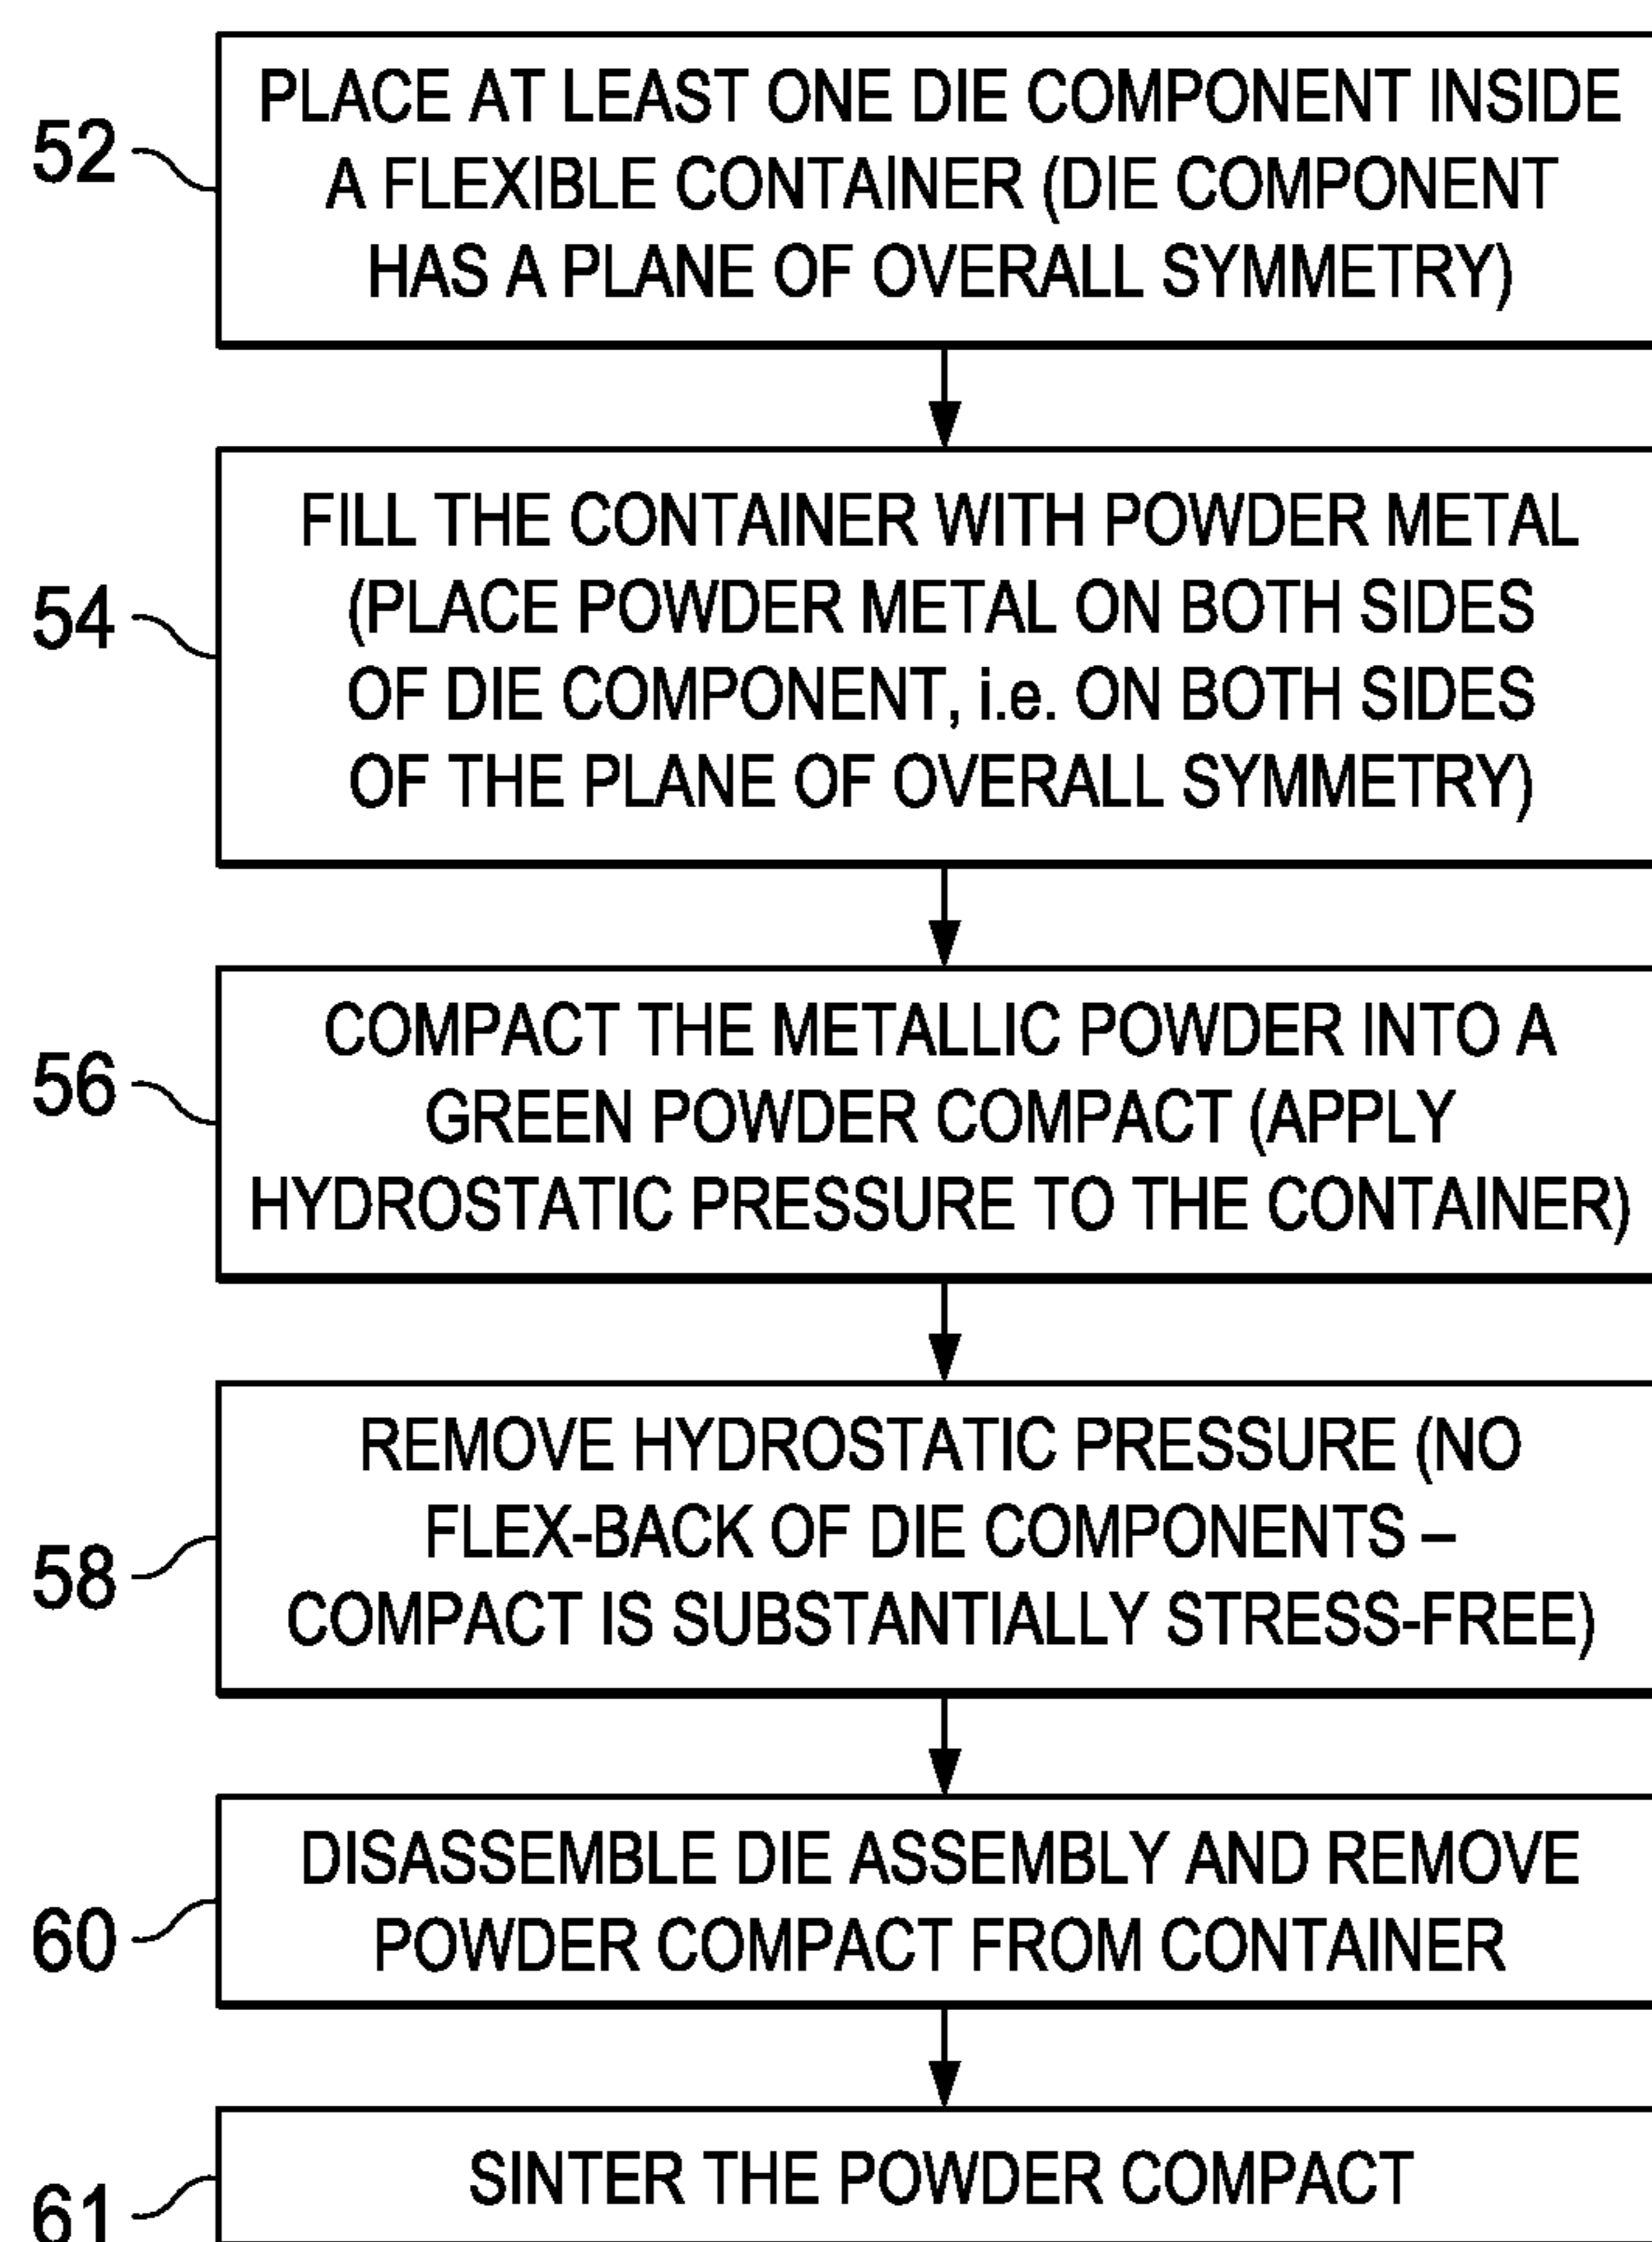 52
PLACE AT LEAST ONE DIE COMPONENT INSIDE
A FLEXIBLE CONTAINER (DIE COMPONENT
HAS A PLANE OF OVERALL SYMMETRY)
54
FILL THE CONTAINER WITH POWDER METAL
(PLACE POWDER METAL ON BOTH SIDES
OF DIE COMPONENT, i.e. ON BOTH SIDES
OF THE PLANE OF OVERALL SYMMETRY)
56
COMPACT THE METALLIC POWDER INTO A
GREEN POWDER COMPACT (APPLY
HYDROSTATIC PRESSURE TO THE CONTAINER)
58
REMOVE HYDROSTATIC PRESSURE (NO
FLEX-BACK OF DIE COMPONENTS –
COMPACT IS SUBSTANTIALLY STRESS-FREE)
60
DISASSEMBLE DIE ASSEMBLY AND REMOVE
POWDER COMPACT FROM CONTAINER
61
SINTER THE POWDER COMPACT